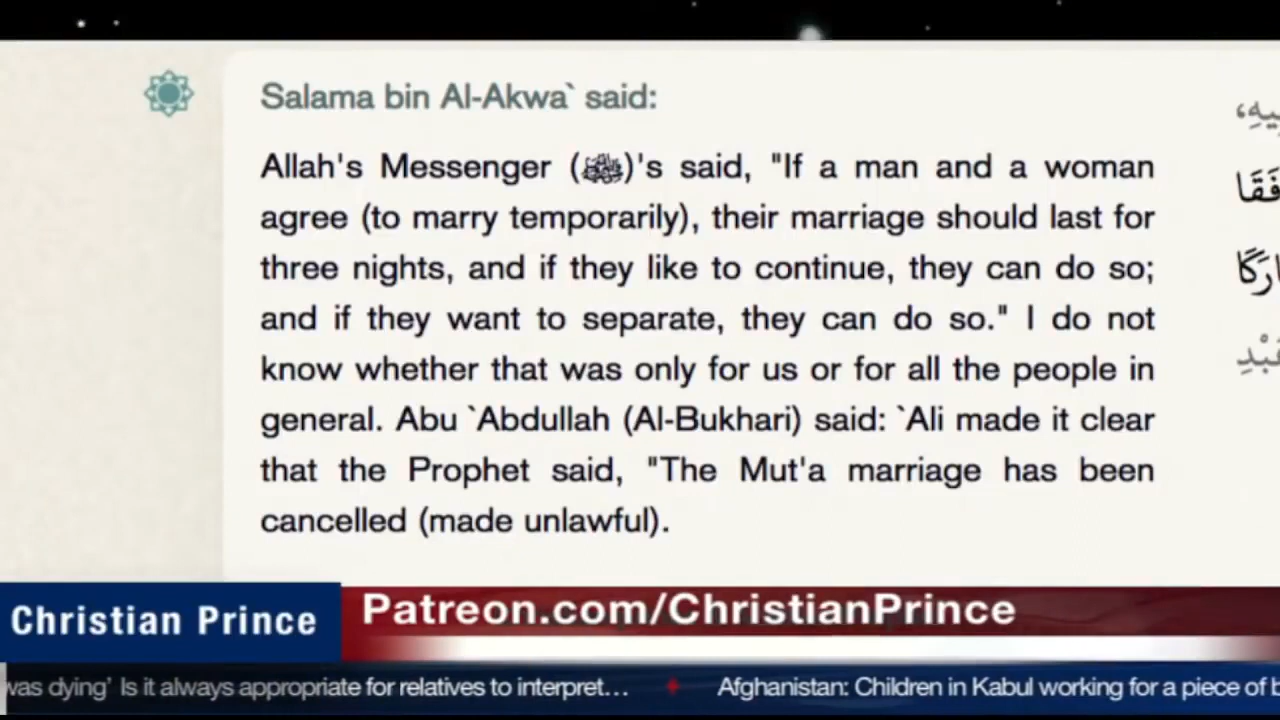 Salama bin Al-Akwa` said:
Allah's Messenger (ﷺ)'s said, "If a man and a woman
agree (to marry temporarily), their marriage should last for
three nights, and if they like to continue, they can do so;
and if they want to separate, they can do so." I do not
know whether that was only for us or for all the people in
general. Abu `Abdullah (Al-Bukhari) said: `Ali made it clear
that the Prophet said, "The Mut'a marriage has been
cancelled (made unlawful).
Christian Prince
Patreon.com/ChristianPrince
was dying' Is it always appropriate for relatives to interpret... Afghanistan: Children in Kabul working for a piece of